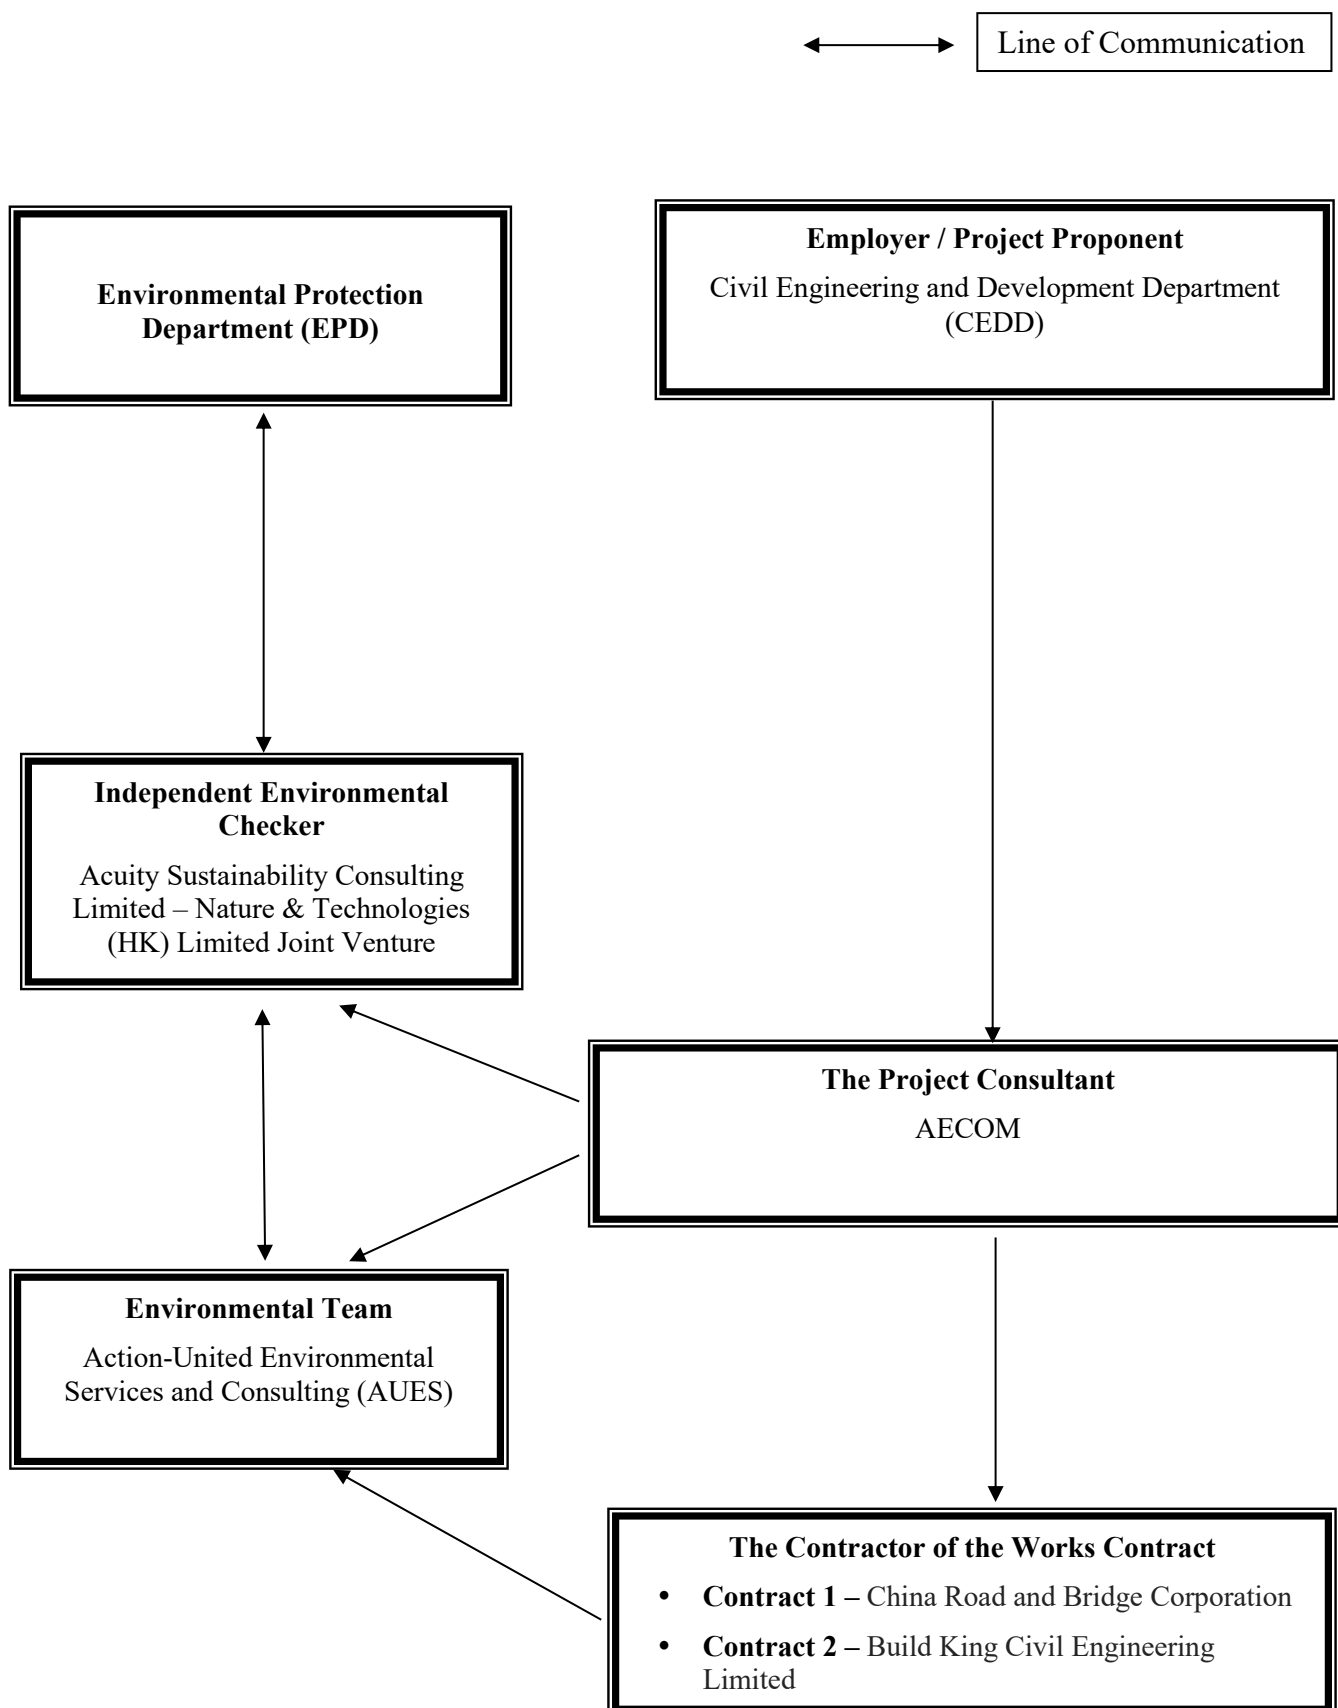 Line of Communication
Environmental Protection
Department (EPD)
Employer / Project Proponent
Civil Engineering and Development Department
(CEDD)
Independent Environmental
Checker
Acuity Sustainability Consulting
Limited – Nature & Technologies
(HK) Limited Joint Venture
The Project Consultant
AECOM
Environmental Team
Action-United Environmental
Services and Consulting (AUES)
The Contractor of the Works Contract
• Contract 1 – China Road and Bridge Corporation
• Contract 2 – Build King Civil Engineering
Limited